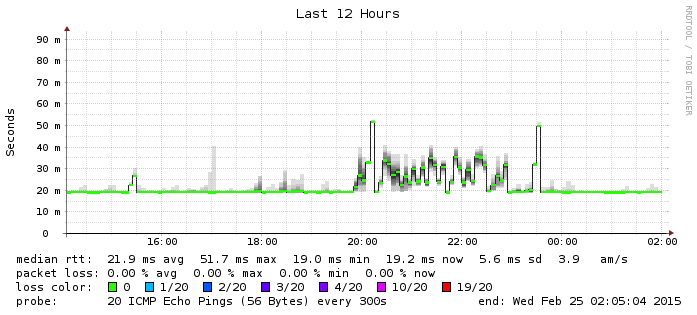 Last 12 Hours
RRDTOOL / TOBI OETIKER
Seconds
90 m
80 m
70 m
60 m
50 m
40 m
30 m
20 m
10 m
0
16:00 18:00 20:00 22:00 00:00 02:00
median rtt: 21.9 ms avg 51.7 ms max 19.0 ms min 19.2 ms now 5.6 ms sd 3.9 am/s
packet loss: 0.00 % avg 0.00 % max 0.00 % min 0.00 % now
loss color: 0 1/20 2/20 3/20 4/20 10/20 19/20
probe: 20 ICMP Echo Pings (56 Bytes) every 300s end: Wed Feb 25 02:05:04 2015